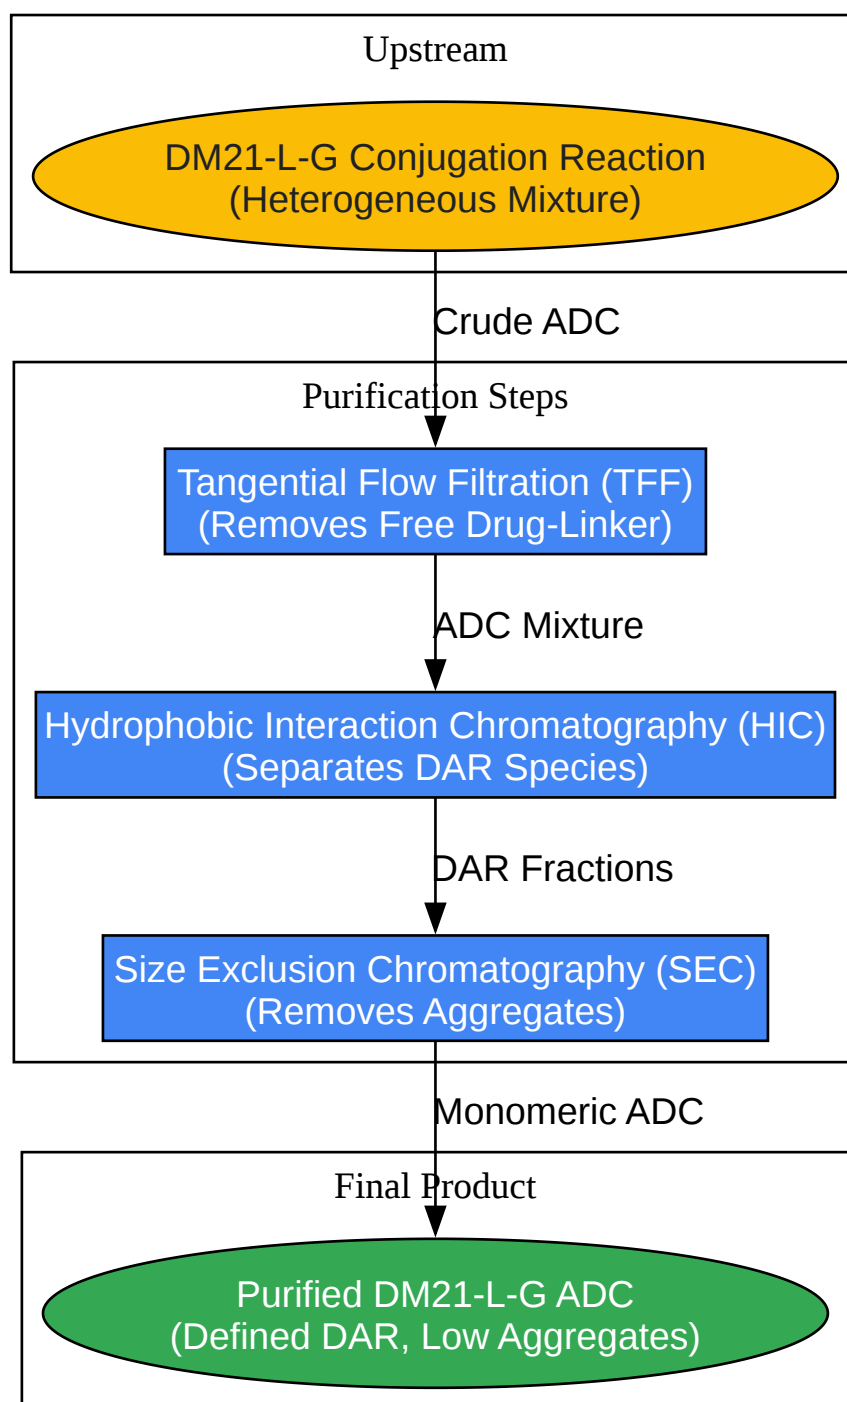 Upstream
DM21-L-G Conjugation Reaction
(Heterogeneous Mixture)
Crude ADC
Purification Steps
Tangential Flow Filtration (TFF)
(Removes Free Drug-Linker)
ADC Mixture
Hydrophobic Interaction Chromatography (HIC)
(Separates DAR Species)
DAR Fractions
Size Exclusion Chromatography (SEC)
(Removes Aggregates)
Monomeric ADC
Final Product
Purified DM21-L-G ADC
(Defined DAR, Low Aggregates)